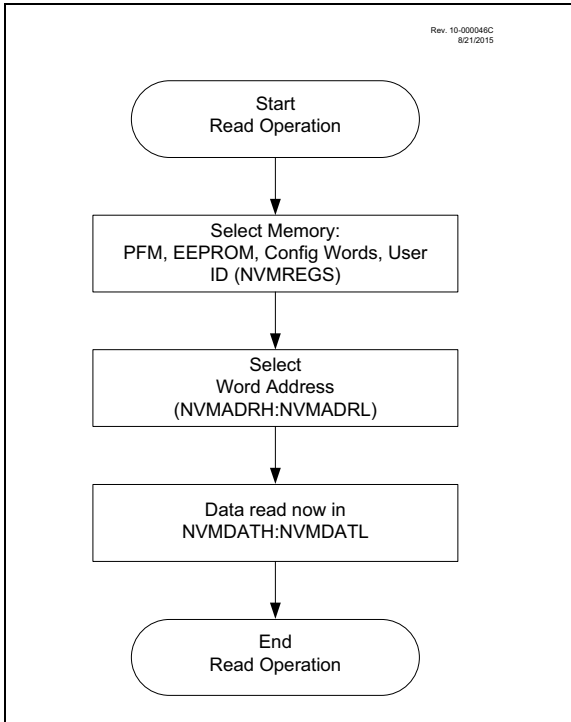 Rev. 10-000046C
8/21/2015
Start
Read Operation
Select Memory:
PFM, EEPROM, Config Words, User
ID (NVMREGS)
Select
Word Address
(NVMADRH:NVMADRL)
Data read now in
NVMDATH:NVMDATL
End
Read Operation